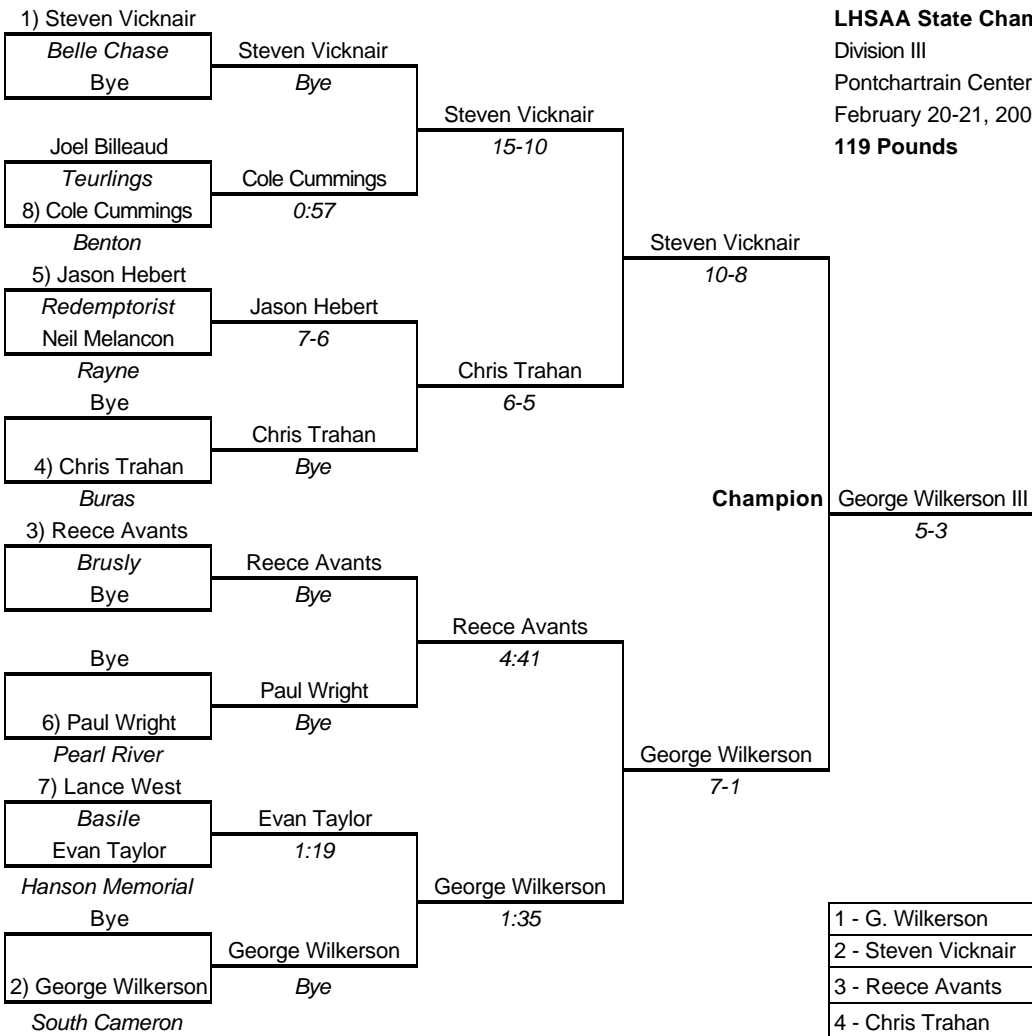 1) Steven Vicknair
Belle Chase
Bye
Joel Billeaud
Teurlings
8) Cole Cummings
Benton
5) Jason Hebert
Redemptorist
Neil Melancon
Rayne
Bye
4) Chris Trahan
Buras
3) Reece Avants
Brusly
Bye
Bye
6) Paul Wright
Pearl River
7) Lance West
Basile
Evan Taylor
Hanson Memorial
Bye
2) George Wilkerson
South Cameron
Steven Vicknair
Bye
Cole Cummings
0:57
Jason Hebert
7-6
Chris Trahan
Bye
Reece Avants
Bye
Paul Wright
Bye
Evan Taylor
1:19
George Wilkerson
Bye
Steven Vicknair
15-10
Chris Trahan
6-5
Reece Avants
4:41
George Wilkerson
1:35
Steven Vicknair
10-8
George Wilkerson
7-1
Champion
George Wilkerson III
5-3
LHSAA State Cham
Division III
Pontchartrain Center
February 20-21, 200
119 Pounds
1 - G. Wilkerson
2 - Steven Vicknair
3 - Reece Avants
4 - Chris Trahan